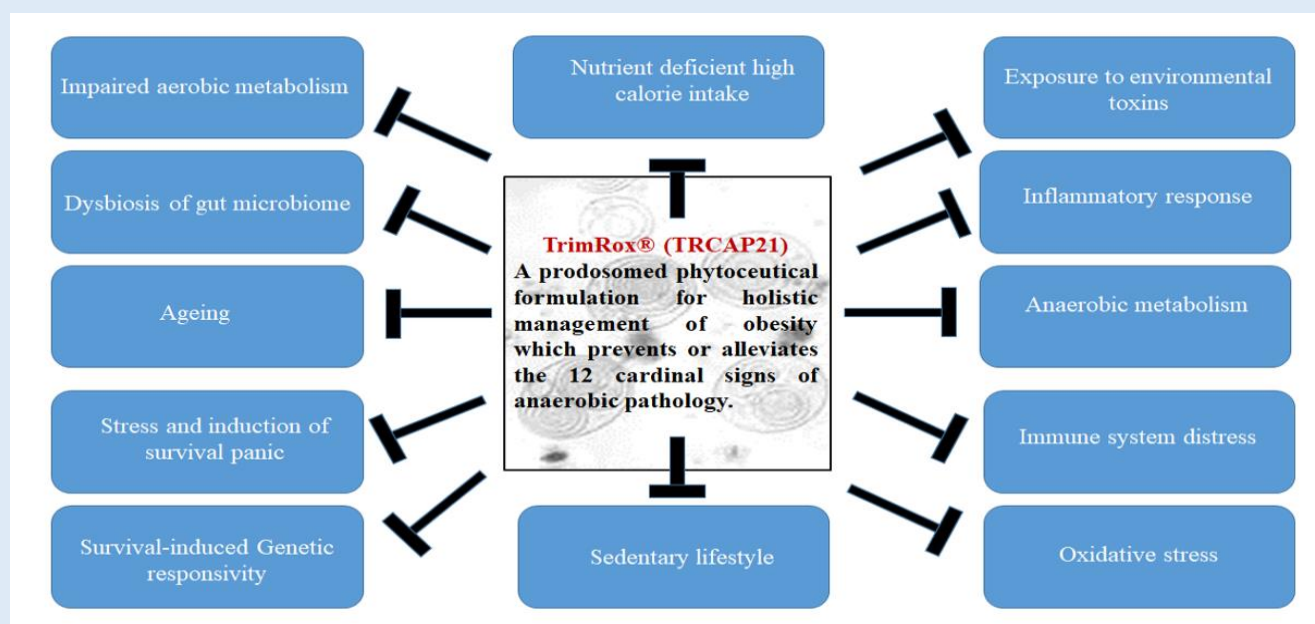 Impaired aerobic metabolism
Dysbiosis of gut microbiome
Ageing
Stress and induction of
survival panic
Survival-induced Genetic
responsivity
Nutrient deficient high
calorie intake
TrimRox® (TRCAP21)
A prodosomed phytoceutical
formulation for holistic
management of obesity
which prevents or alleviates
the 12 cardinal signs of
anaerobic pathology.
Sedentary lifestyle
Exposure to environmental
toxins
Inflammatory response
Anaerobic metabolism
Immune system distress
Oxidative stress